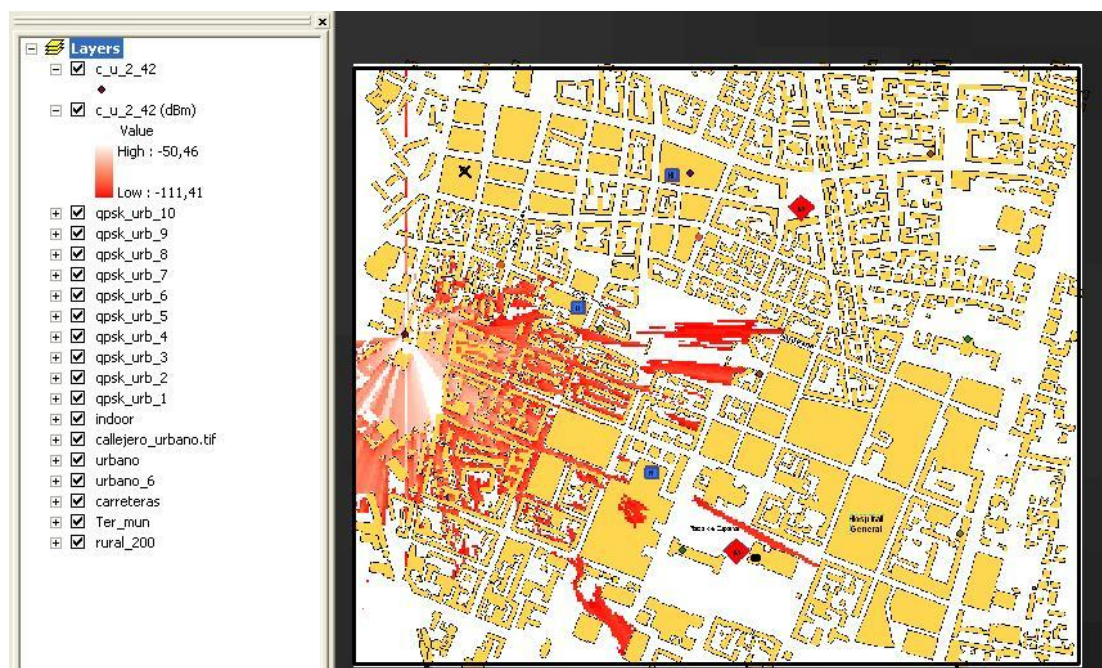 Layers
c_u_2_42
c_u_2_42 (dBm)
Value
High : -50,46
Low : -111,41
qpsk_urb_10
qpsk_urb_9
qpsk_urb_8
qpsk_urb_7
qpsk_urb_6
qpsk_urb_5
qpsk_urb_4
qpsk_urb_3
qpsk_urb_2
qpsk_urb_1
indoor
callejero_urbano.tif
urbano
urbano_6
carreteras
Ter_mun
rural_200
Hospital
General